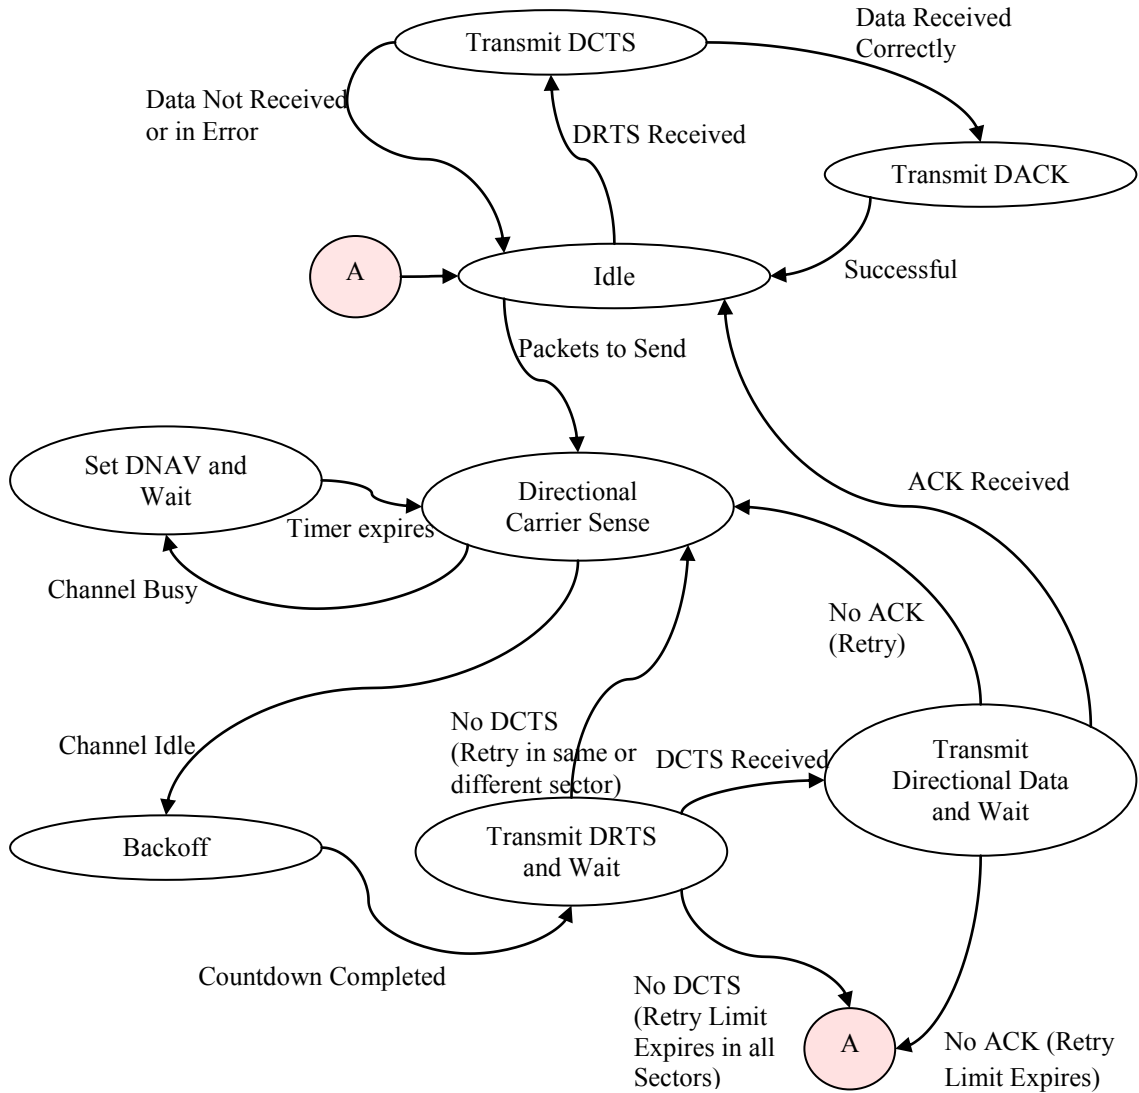 Transmit DCTS
Data Received
Correctly
Data Not Received
or in Error
DRTS Received
Transmit DACK
A
Idle
Successful
Packets to Send
Set DNAV and
Wait
Directional
Carrier Sense
ACK Received
Timer expires
Channel Busy
No ACK
(Retry)
No DCTS
(Retry in same or
different sector)
Channel Idle
DCTS Received
Transmit
Directional Data
and Wait
Backoff
Transmit DRTS
and Wait
Countdown Completed
No DCTS
(Retry Limit
Expires in all
Sectors)
A
No ACK (Retry
Limit Expires)